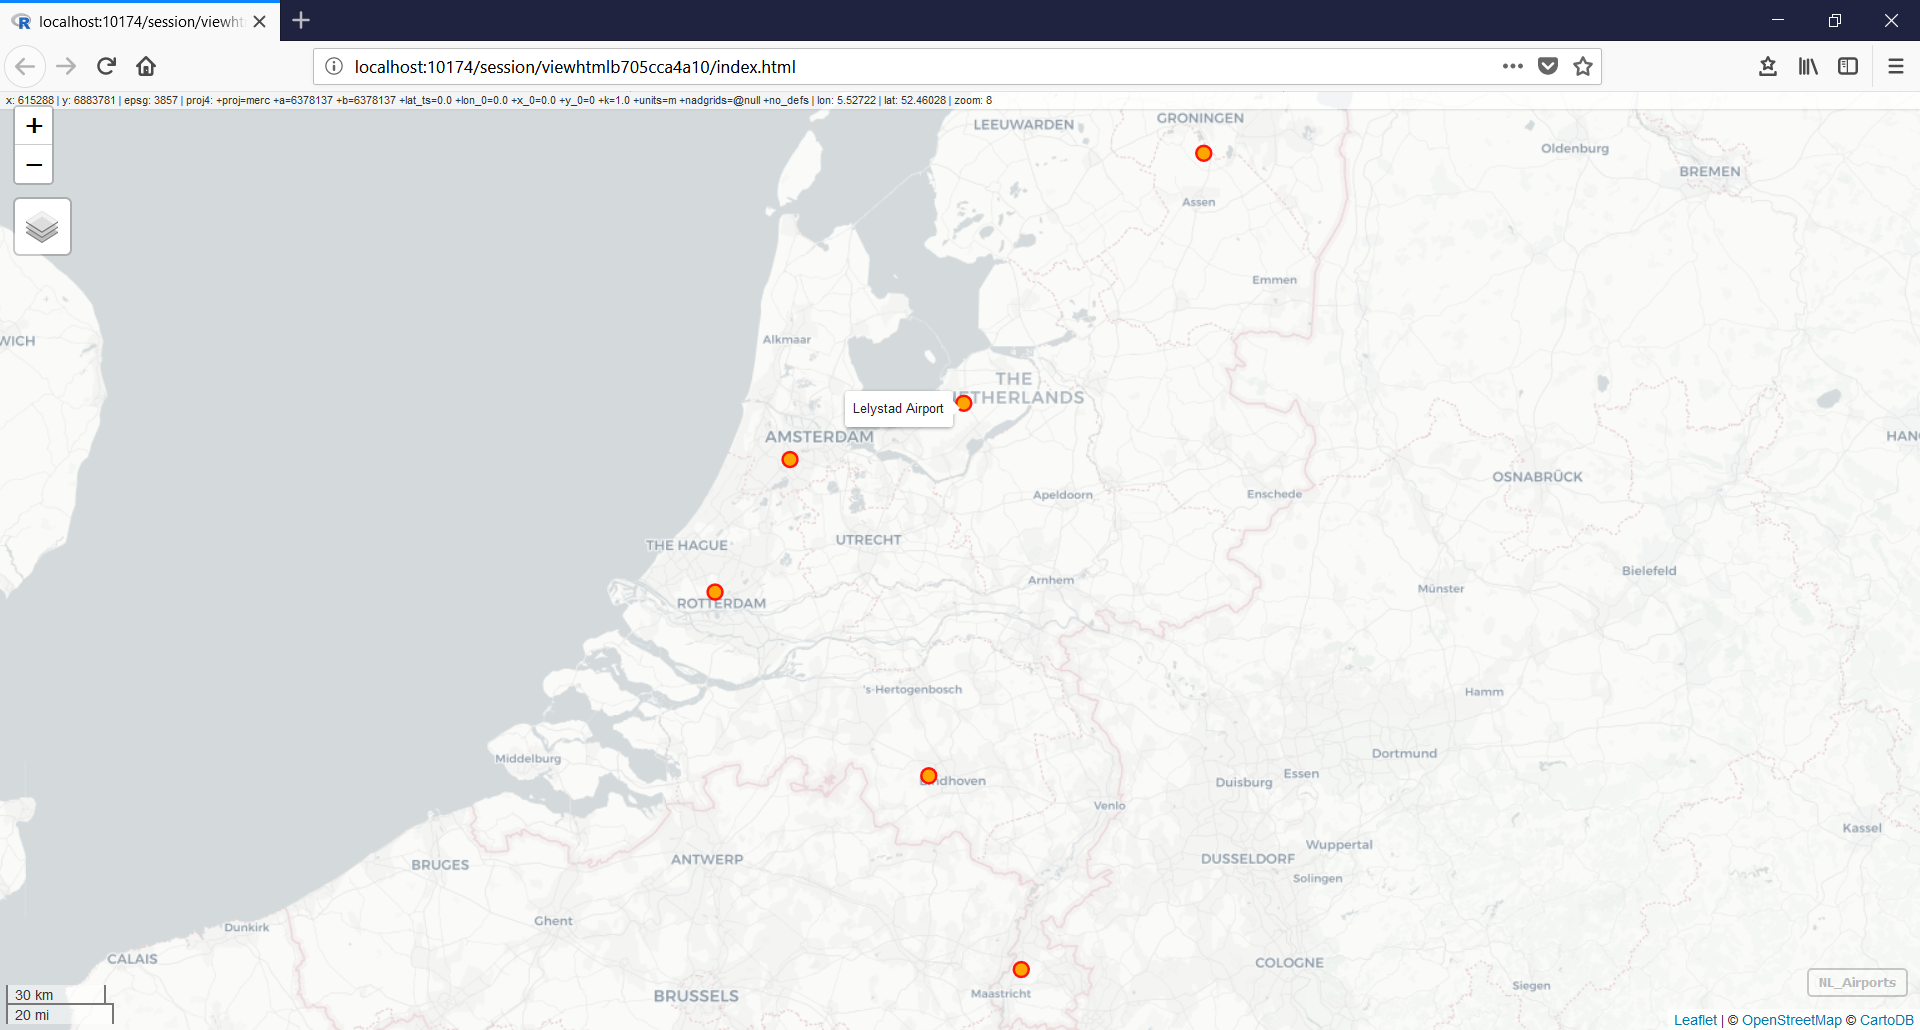 localhost:10174/session/viewht
localhost:10174/session/viewhtmlb705cca4a10/index.html
x: 615288 | y: 6883781 | epsg: 3857 | proj4: +proj=merc +a=6378137 +b=6378137 +lat_ts=0.0 +lon_0=0.0 +x_0=0.0 +y_0=0 +k=1.0 +units=m +nadgrids=@null +no_defs | lon: 5.52722 | lat: 52.46028 | zoom: 8
+
−
LEEUWARDEN
GRONINGEN
Oldenburg
BREMEN
Assen
Emmen
WICH
Alkmaar
THE
ETHERLANDS
Lelystad Airport
AMSTERDAM
HANO
OSNABRÜCK
Apeldoorn
Enschede
UTRECHT
THE HAGUE
Bielefeld
Arnhem
Münster
ROTTERDAM
's-Hertogenbosch
Hamm
Middelburg
Dortmund
Essen
Eindhoven
Duisburg
Venlo
Kassel
Wuppertal
ANTWERP
DUSSELDORF
BRUGES
Solingen
Ghent
Dunkirk
CALAIS
COLOGNE
NL_Airports
Siegen
Maastricht
BRUSSELS
30 km
20 mi
Leaflet | © OpenStreetMap © CartoDB